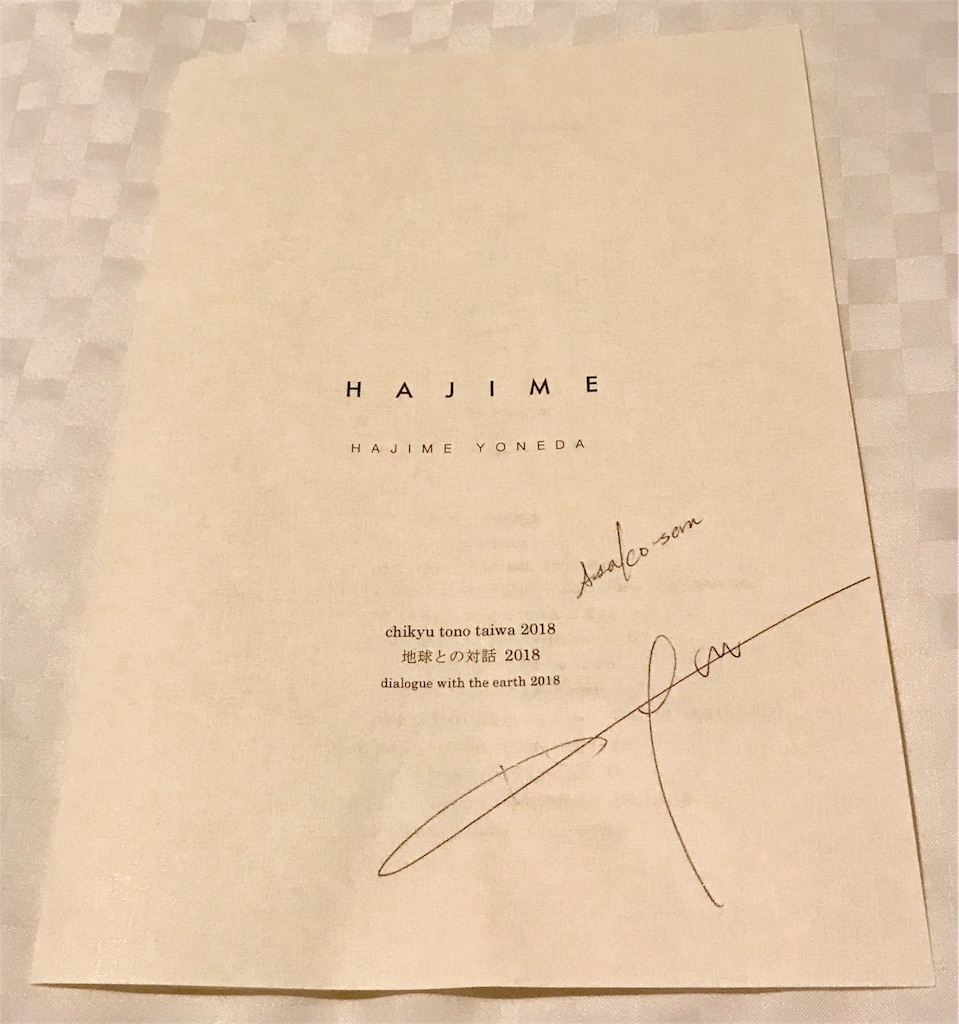 HAJIME
HAJIME YONEDA
Asako-san
chikyu tono taiwa 2018
地球との対話 2018
dialogue with the earth 2018